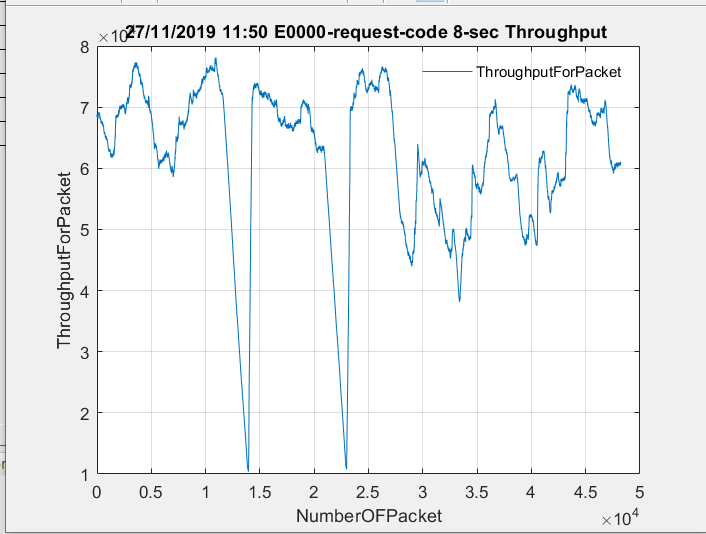 27/11/2019 11:50 E0000-request-code 8-sec Throughput
ThroughputForPacket
ThroughputForPacket
8
7
6
5
4
3
2
1
0 0.5 1 1.5 2 2.5 3 3.5 4 4.5 5
NumberOFPacket
×10⁴